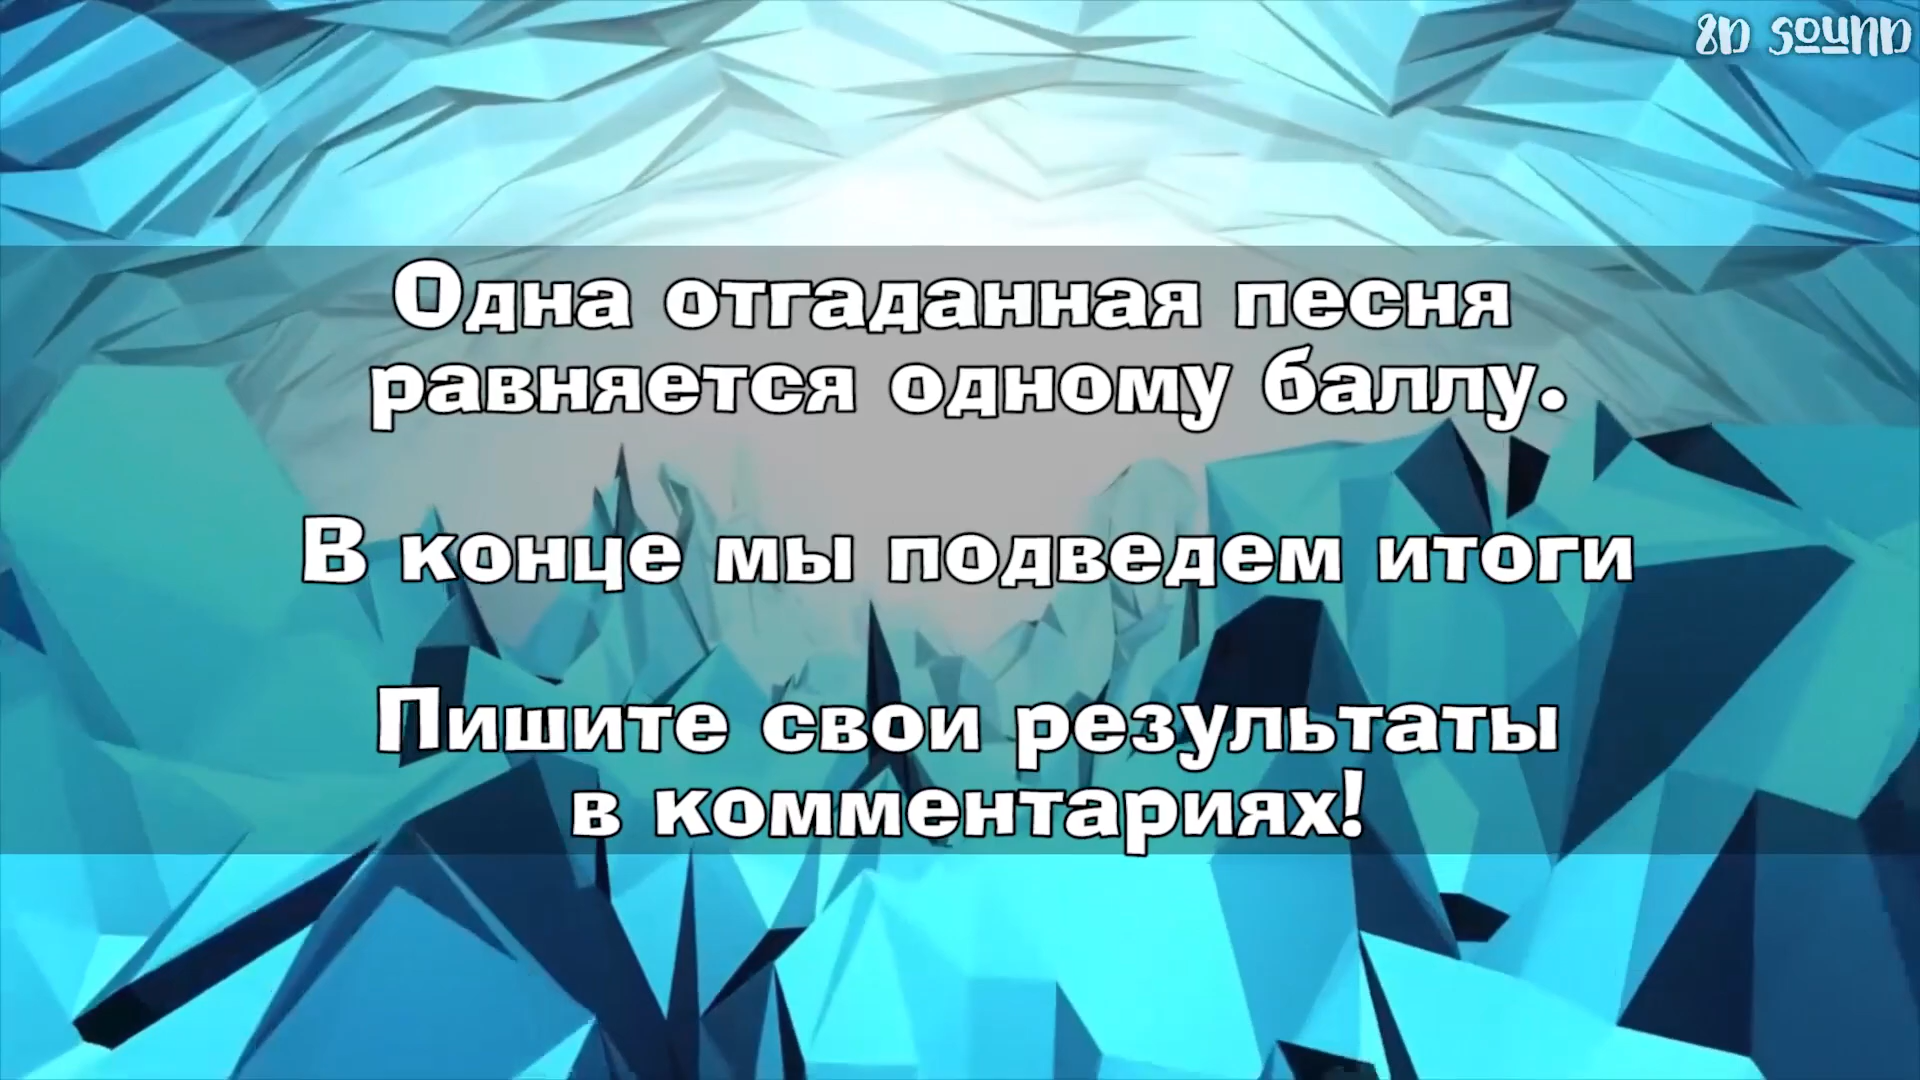 8D SOUND
Одна отгаданная песня
равняется одному баллу.
В конце мы подведем итоги
Пишите свои результаты
в комментариях!